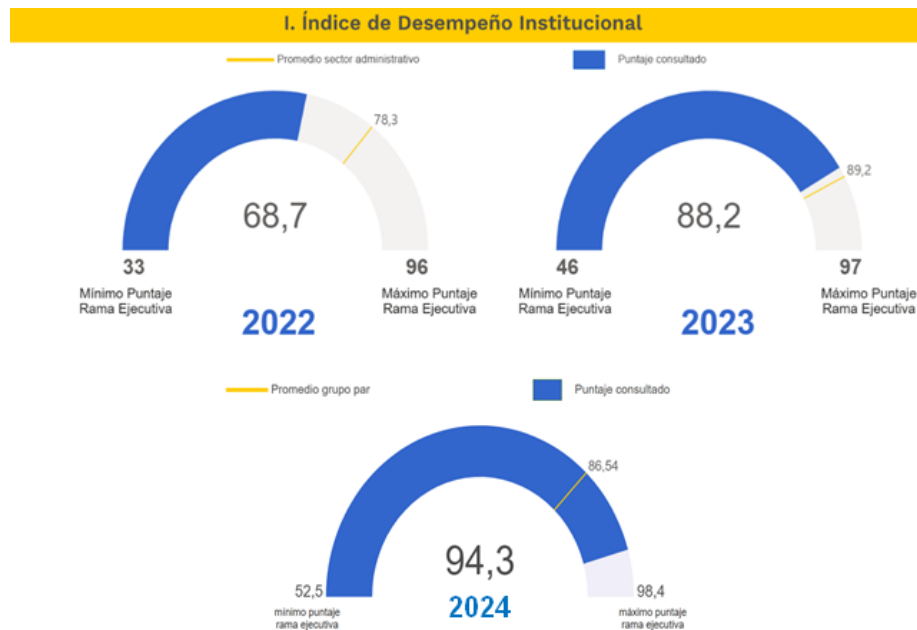 I. Índice de Desempeño Institucional
Promedio sector administrativo
Puntaje consultado
78,3
68,7
33
Mínimo Puntaje
Rama Ejecutiva
96
Máximo Puntaje
Rama Ejecutiva
2022
89,2
88,2
46
Mínimo Puntaje
Rama Ejecutiva
97
Máximo Puntaje
Rama Ejecutiva
2023
Promedio grupo par
Puntaje consultado
86,54
94,3
52,5
mínimo puntaje
rama ejecutiva
2024
98,4
máximo puntaje
rama ejecutiva